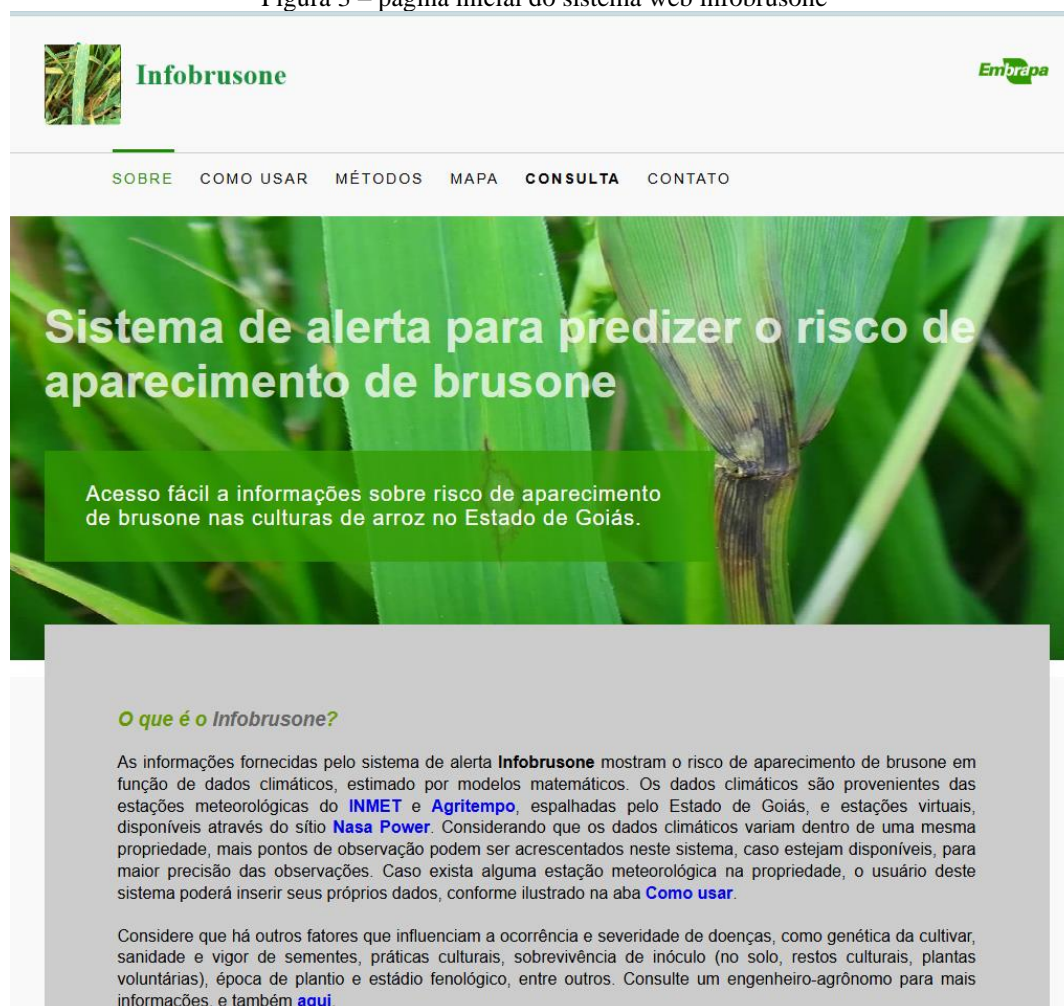 Figura 3 – página inicial do sistema web infobrusone
Infobrusone
Embrapa
SOBRE COMO USAR MÉTODOS MAPA CONSULTA CONTATO
Sistema de alerta para predizer o risco de
aparecimento de brusone
Acesso fácil a informações sobre risco de aparecimento
de brusone nas culturas de arroz no Estado de Goiás.
O que é o Infobrusone?
As informações fornecidas pelo sistema de alerta Infobrusone mostram o risco de aparecimento de brusone em
função de dados climáticos, estimado por modelos matemáticos. Os dados climáticos são provenientes das
estações meteorológicas do INMET e Agritempo, espalhadas pelo Estado de Goiás, e estações virtuais,
disponíveis através do sítio Nasa Power. Considerando que os dados climáticos variam dentro de uma mesma
propriedade, mais pontos de observação podem ser acrescentados neste sistema, caso estejam disponíveis, para
maior precisão das observações. Caso exista alguma estação meteorológica na propriedade, o usuário deste
sistema poderá inserir seus próprios dados, conforme ilustrado na aba Como usar.
Considere que há outros fatores que influenciam a ocorrência e severidade de doenças, como genética da cultivar,
sanidade e vigor de sementes, práticas culturais, sobrevivência de inóculo (no solo, restos culturais, plantas
voluntárias), época de plantio e estádio fenológico, entre outros. Consulte um engenheiro-agrônomo para mais
informações, e também aqui.